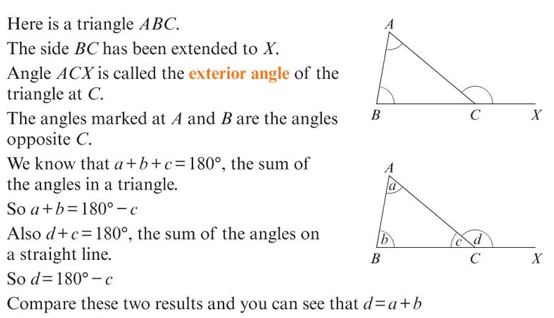 Here is a triangle ABC.
The side BC has been extended to X.
Angle ACX is called the exterior angle of the
triangle at C.
The angles marked at A and B are the angles
opposite C.
We know that a+b+c=180°, the sum of
the angles in a triangle.
So a+b=180°−c
Also d+c=180°, the sum of the angles on
a straight line.
So d=180°−c
Compare these two results and you can see that d=a+b
A
B
C
X
A
a
b
c
d
B
C
X